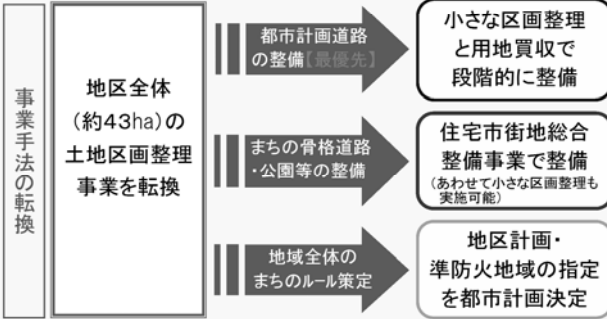 事業手法の転換
地区全体
(約43ha)の
土地区画整理
事業を転換
都市計画道路
の整備【最優先】
小さな区画整理
と用地買収で
段階的に整備
まちの骨格道路
・公園等の整備
住宅市街地総合
整備事業で整備
(あわせて小さな区画整理も
実施可能)
地域全体の
まちのルール策定
地区計画・
準防火地域の指定
を都市計画決定